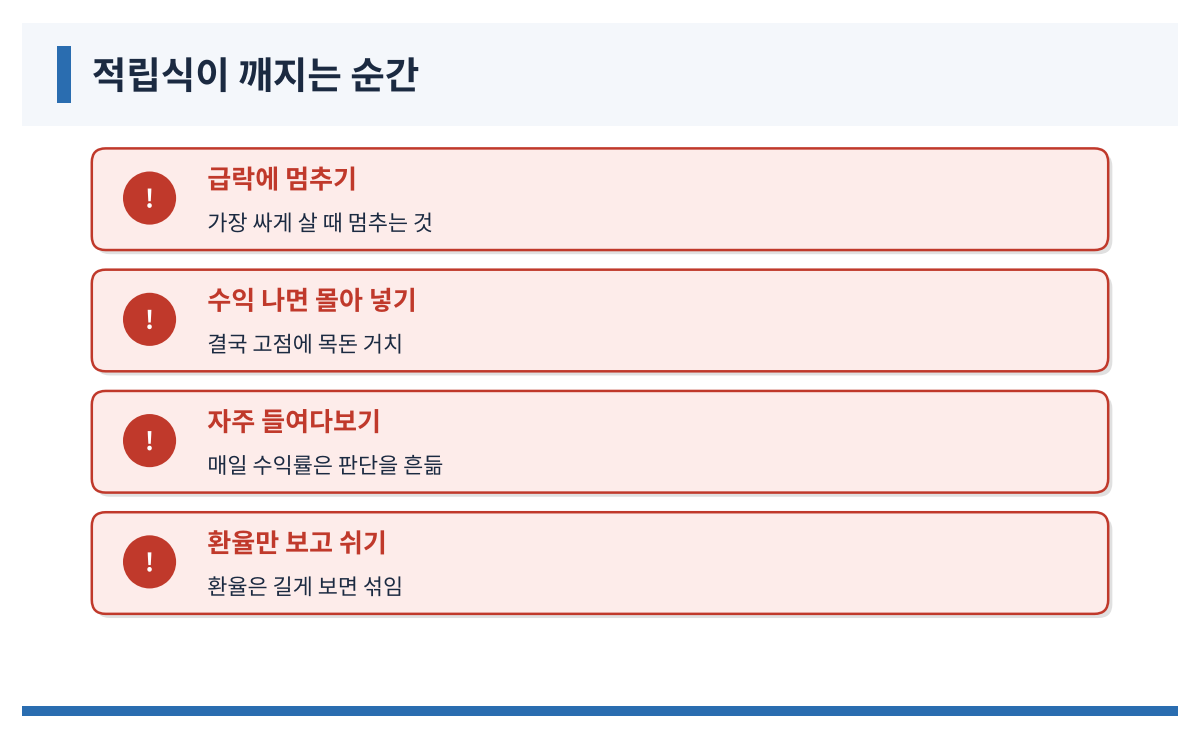 적립식이 깨지는 순간
!
급락에 멈추기
가장 싸게 살 때 멈추는 것
!
수익 나면 몰아 넣기
결국 고점에 목돈 거치
!
자주 들여다보기
매일 수익률은 판단을 흔듦
!
환율만 보고 쉬기
환율은 길게 보면 섞임